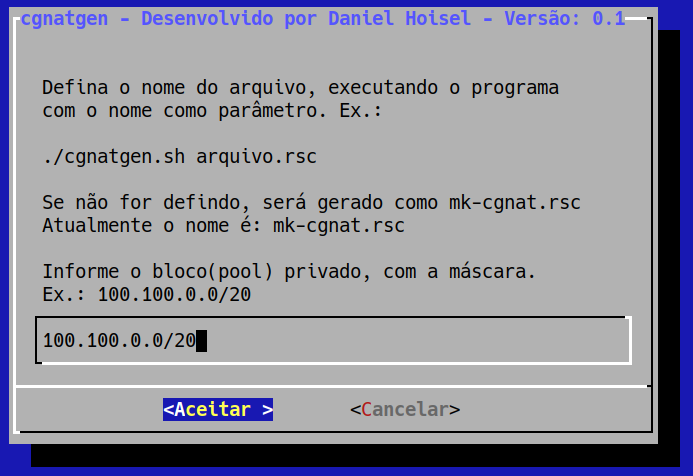 cgnatgen - Desenvolvido por Daniel Hoisel - Versão: 0.1
Defina o nome do arquivo, executando o programa
com o nome como parâmetro. Ex.:
./cgnatgen.sh arquivo.rsc
Se não for defindo, será gerado como mk-cgnat.rsc
Atualmente o nome é: mk-cgnat.rsc
Informe o bloco(pool) privado, com a máscara.
Ex.: 100.100.0.0/20
100.100.0.0/20
<Aceitar > <Cancelar>